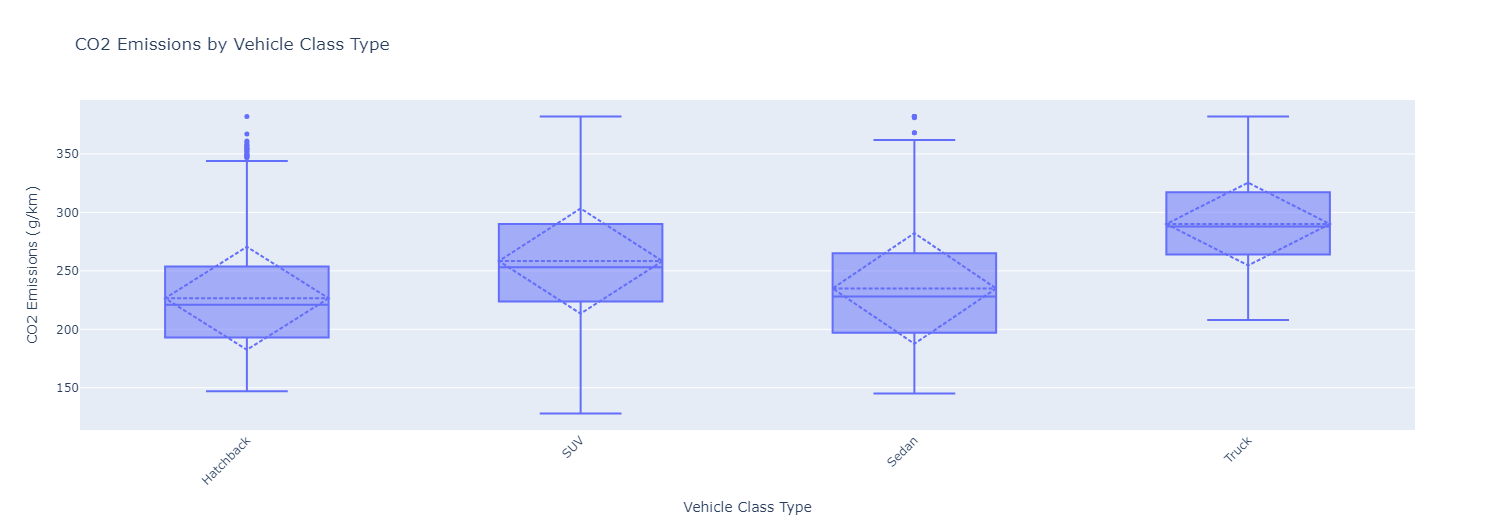 CO2 Emissions by Vehicle Class Type
CO2 Emissions (g/km)
350
300
250
200
150
Hatchback
SUV
Sedan
Truck
Vehicle Class Type